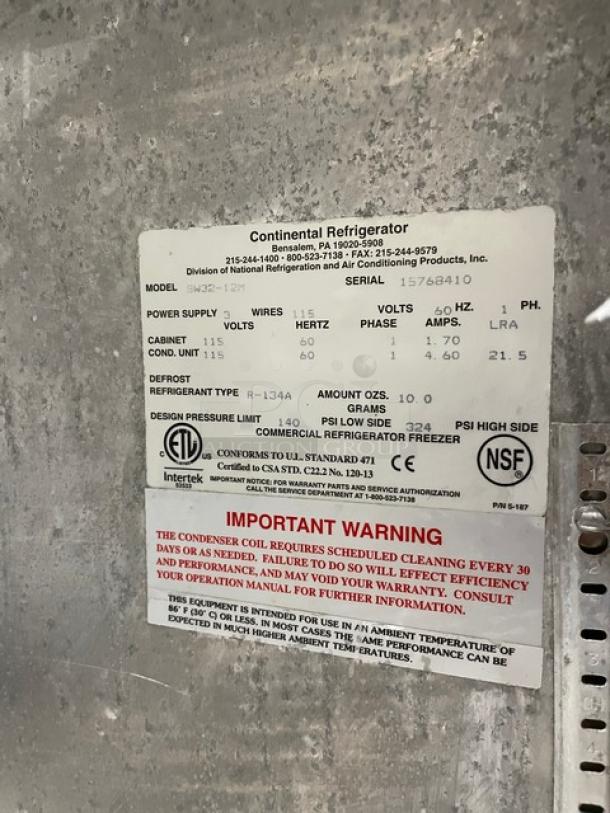 Continental Refrigerator
Bensalem, PA 19020-5908
215-244-1400 • 800-523-7138 • FAX: 215-244-9579
Division of National Refrigeration and Air Conditioning Products, Inc.
MODEL SW32-12M SERIAL 15768410
POWER SUPPLY 3 WIRES 115 VOLTS 60 HZ. 1 PH.
VOLTS HERTZ PHASE AMPS. LRA
CABINET 115 60 1 1.70
COND. UNIT 115 60 1 4.60 21.5
DEFROST
REFRIGERANT TYPE R-134A AMOUNT OZS. 10.0
GRAMS
DESIGN PRESSURE LIMIT 140 PSI LOW SIDE 324 PSI HIGH SIDE
COMMERCIAL REFRIGERATOR FREEZER
C ETL US CONFORMS TO U.L. STANDARD 471
Certified to CSA STD. C22.2 No. 120-13 CE
NSF
Intertek
IMPORTANT NOTICE: FOR WARRANTY PARTS AND SERVICE AUTHORIZATION
CALL THE SERVICE DEPARTMENT AT 1-800-523-7138
P/N 5-187
IMPORTANT WARNING
THE CONDENSER COIL REQUIRES SCHEDULED CLEANING EVERY 30
DAYS OR AS NEEDED. FAILURE TO DO SO WILL EFFECT EFFICIENCY
AND PERFORMANCE, AND MAY VOID YOUR WARRANTY. CONSULT
YOUR OPERATION MANUAL FOR FURTHER INFORMATION.
THIS EQUIPMENT IS INTENDED FOR USE IN AN AMBIENT TEMPERATURE OF
86° F (30° C) OR LESS. IN MOST CASES THE SAME PERFORMANCE CAN BE
EXPECTED IN MUCH HIGHER AMBIENT TEMPERATURES.